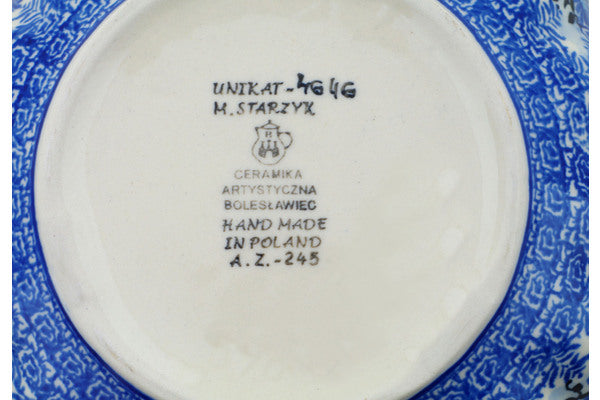 UNIKAT-4646
M. STARZYK
B
CERAMIKA
ARTYSTYCZNA
BOLESŁAWIEC
HAND MADE
IN POLAND
A.Z.-245